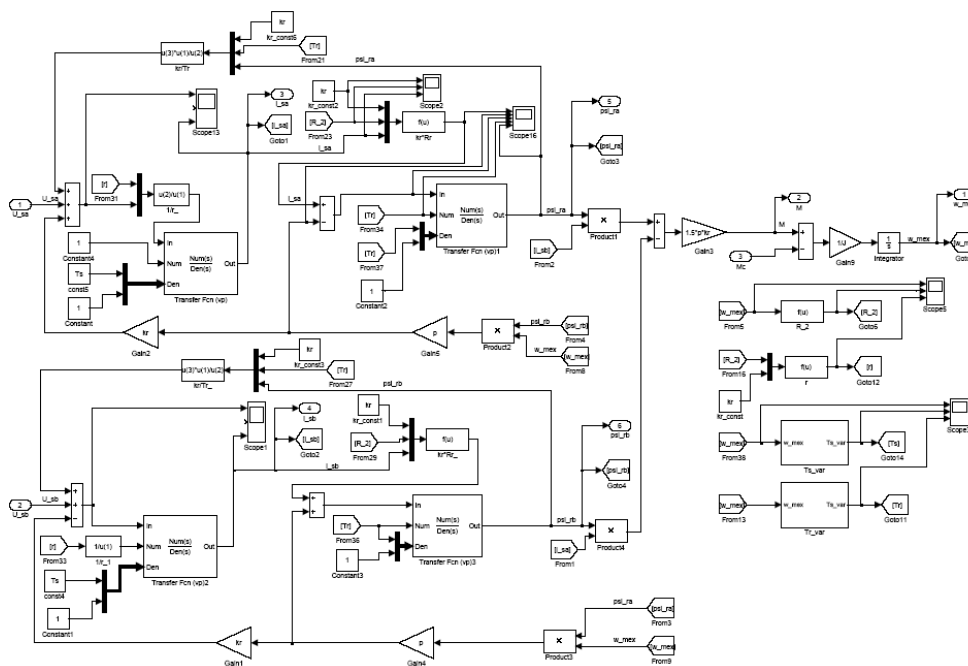 kr
kr_const6
u(3)*u(1)/u(2)
kr/Tr
[Tr]
From21
psi_ra
3
I_sa
Scope13
[I_sa]
Goto1
kr
kr_const2
Scope2
[R_2]
From23
f(u)
kr*Rr
I_sa
Scope16
5
psi_ra
[psi_ra]
Goto3
1
U_sa
U_sa
[r]
From31
u(2)/u(1)
1/r_
1
Constant4
Ts
const5
1
Constant
In
Num
Den
Num(s)
Den(s)
Out
Transfer Fcn (vp)
I_sa
[Tr]
From34
[Tr]
From37
1
Constant2
In
Num
Den
Num(s)
Den(s)
Out
Transfer Fcn (vp)1
psi_ra
[I_sb]
From2
Product1
1.5*p*kr
Gain3
2
M
M
3
Mc
1/J
Gain9
1
s
Integrator
w_mex
1
w_mex
kr
Gain2
p
Gain5
Product2
psi_rb
[psi_rb]
From4
w_mex
[w_mex]
From8
[w_mex]
From5
f(u)
R_2
[R_2]
Goto6
Scope5
[R_2]
From16
kr
kr_const
f(u)
r
[r]
Goto12
u(3)*u(1)/u(2)
kr/Tr_
kr
kr_const3
[Tr]
From27
psi_rb
Scope1
4
I_sb
[I_sb]
Goto2
I_sb
kr
kr_const1
[R_2]
From29
f(u)
kr*Rr_
6
psi_rb
[psi_rb]
Goto4
[w_mex]
From38
w_mex
Ts_var
Ts_var
[Ts]
Goto14
[w_mex]
From13
w_mex
Tr_var
Tr_var
[Tr]
Goto11
2
U_sb
U_sb
[r]
From33
1/u(1)
1/r_1
Ts
const4
1
Constant1
In
Num
Den
Num(s)
Den(s)
Out
Transfer Fcn (vp)2
[Tr]
From36
1
Constant3
In
Num
Den
Num(s)
Den(s)
Out
Transfer Fcn (vp)3
psi_rb
[I_sa]
From1
Product4
kr
Gain1
p
Gain4
Product3
psi_ra
[psi_ra]
From3
w_mex
[w_mex]
From9